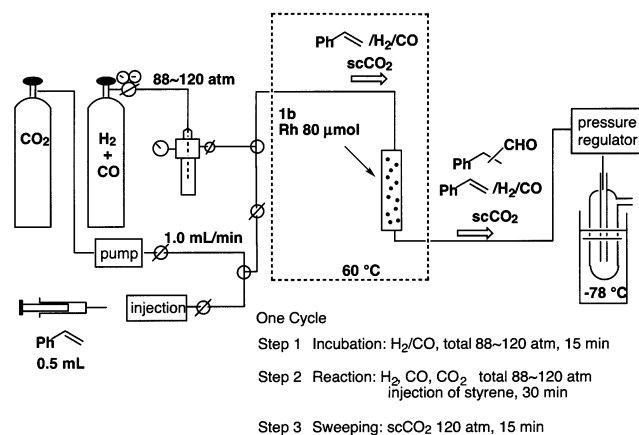 Ph /H2/CO
scCO2
88~120 atm
CO2
H2
+
CO
1b
Rh 80 μmol
pressure
regulator
CHO
Ph
Ph /H2/CO
scCO2
1.0 mL/min
pump
60 °C
-78 °C
injection
Ph
0.5 mL
One Cycle
Step 1 Incubation: H2/CO, total 88~120 atm, 15 min
Step 2 Reaction: H2, CO, CO2 total 88~120 atm
injection of styrene, 30 min
Step 3 Sweeping: scCO2 120 atm, 15 min